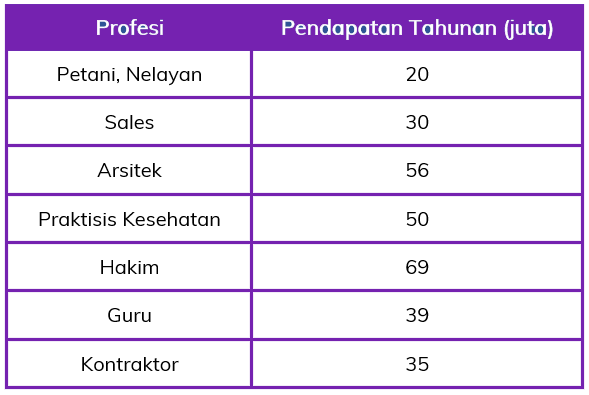 Profesi Pendapatan Tahunan (juta)
Petani, Nelayan 20
Sales 30
Arsitek 56
Praktisis Kesehatan 50
Hakim 69
Guru 39
Kontraktor 35